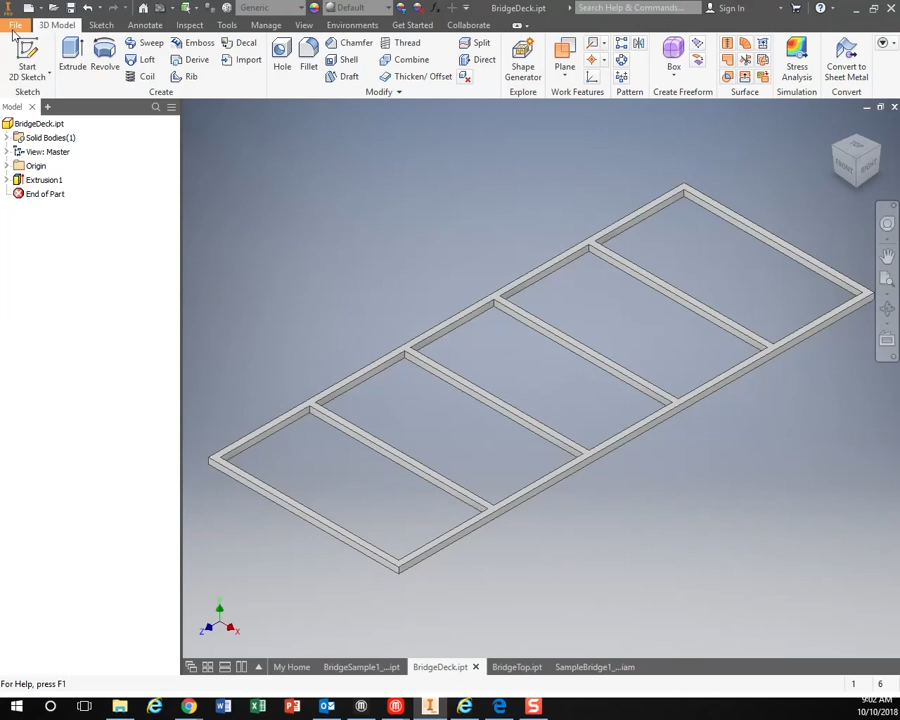 Generic Default BridgeDeck.ipt Search Help & Commands... Sign In
File 3D Model Sketch Annotate Inspect Tools Manage View Environments Get Started Collaborate
Start 2D Sketch Extrude Revolve Sweep Emboss Decal Hole Fillet Chamfer Thread Split Shape Generator Plane Box Stress Analysis Convert to Sheet Metal
Loft Derive Import Shell Combine Direct
Coil Rib Draft Thicken/ Offset
Sketch Create Modify Explore Work Features Pattern Create Freeform Surface Simulation Convert
Model
BridgeDeck.ipt
Solid Bodies(1)
View: Master
Origin
Extrusion1
End of Part
TOP
FRONT RIGHT
Y
Z X
My Home BridgeSample1_...ipt BridgeDeck.ipt BridgeTop.ipt SampleBridge1_...iam
For Help, press F1 1 6
9:02 AM
10/10/2018